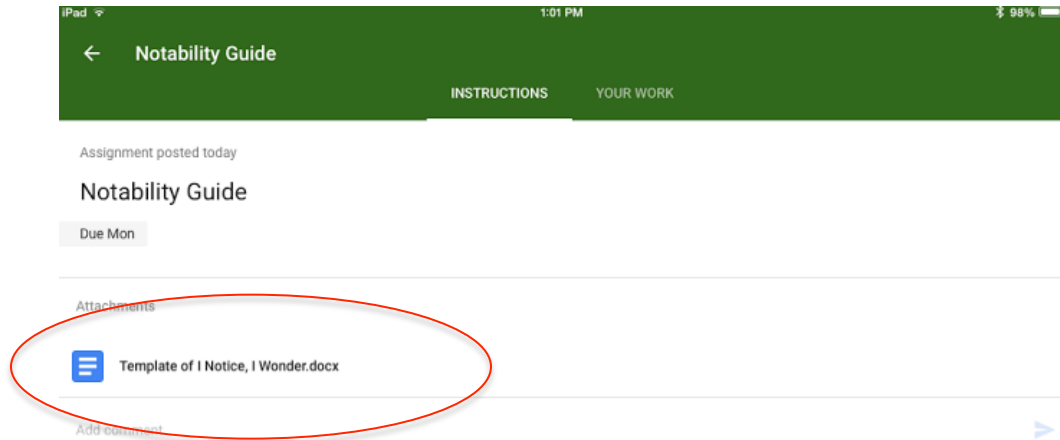 iPad 1:01 PM 98%
Notability Guide
INSTRUCTIONS YOUR WORK
Assignment posted today
Notability Guide
Due Mon
Attachments
Template of I Notice, I Wonder.docx
Add comment